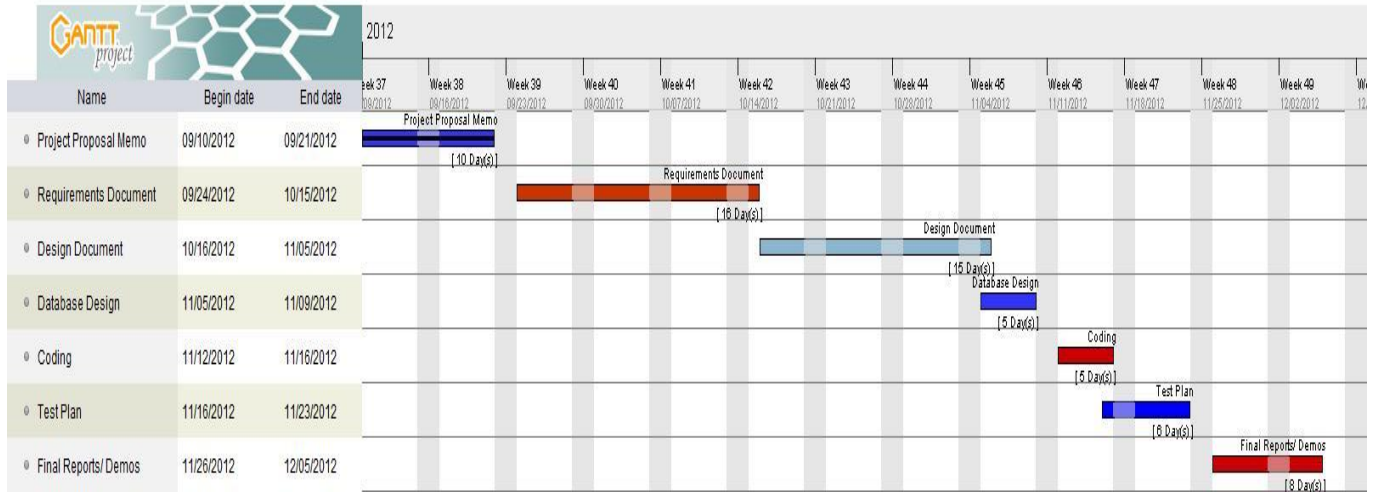 GANTT
project
2012
eek 37 Week 38 Week 39 Week 40 Week 41 Week 42 Week 43 Week 44 Week 45 Week 46 Week 47 Week 48 Week 49
09/2012 09/16/2012 09/23/2012 09/30/2012 10/07/2012 10/14/2012 10/21/2012 10/28/2012 11/04/2012 11/11/2012 11/18/2012 11/25/2012 12/02/2012
Name Begin date End date
Project Proposal Memo 09/10/2012 09/21/2012
Project Proposal Memo
[ 10 Day(s) ]
Requirements Document 09/24/2012 10/15/2012
Requirements Document
[ 16 Day(s) ]
Design Document 10/16/2012 11/05/2012
Design Document
[ 15 Day(s) ]
Database Design 11/05/2012 11/09/2012
Database Design
[ 5 Day(s) ]
Coding 11/12/2012 11/16/2012
Coding
[ 5 Day(s) ]
Test Plan 11/16/2012 11/23/2012
Test Plan
[ 6 Day(s) ]
Final Reports/ Demos 11/26/2012 12/05/2012
Final Reports/ Demos
[ 8 Day(s) ]